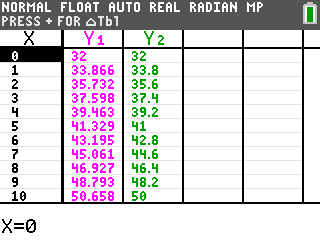 NORMAL FLOAT AUTO REAL RADIAN MP
PRESS + FOR △Tb1
X Y1 Y2
0 32 32
1 33.866 33.8
2 35.732 35.6
3 37.598 37.4
4 39.463 39.2
5 41.329 41
6 43.195 42.8
7 45.061 44.6
8 46.927 46.4
9 48.793 48.2
10 50.658 50
X=0